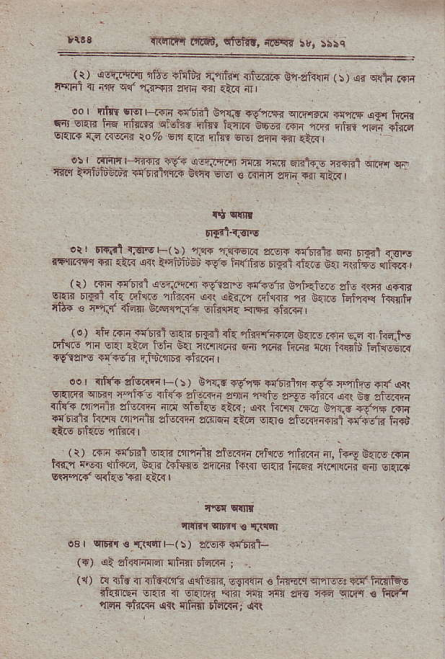 ৮২৩৪ বাংলাদেশ গেজেট, অতিরিক্ত, নভেম্বর ১৮, ১৯৯৭
(২) এতদুদ্দেশ্যে গঠিত কমিটির সুপারিশ ব্যতিরেকে উপ-প্রবিধান (১) এর অধীন কোন
সম্মানী বা নগদ অর্থ পুরস্কার প্রদান করা হইবে না।
৩০। দায়িত্ব ভাতা।—কোন কর্মচারী উপযুক্ত কর্তৃপক্ষের আদেশক্রমে কমপক্ষে একুশ দিনের
জন্য তাহার নিজ দায়িত্বের অতিরিক্ত দায়িত্ব হিসাবে উচ্চতর কোন পদের দায়িত্ব পালন করিলে
তাহাকে মূল বেতনের ২০% ভাগ হারে দায়িত্ব ভাতা প্রদান করা হইবে।
৩১। বোনাস।—সরকার কর্তৃক এতদুদ্দেশ্যে সময়ে সময়ে জারীকৃত সরকারী আদেশ অনু-
সরণে ইন্সটিটিউটের কর্মচারীগণকে উৎসব ভাতা ও বোনাস প্রদান করা যাইবে।
ষষ্ঠ অধ্যায়
চাকুরী-বৃত্তান্ত
৩২। চাকুরী বৃত্তান্ত।—(১) পৃথক পৃথকভাবে প্রত্যেক কর্মচারীর জন্য চাকুরী বৃত্তান্ত
রক্ষণাবেক্ষণ করা হইবে এবং ইন্সটিটিউট কর্তৃক নির্ধারিত চাকুরী বহিতে উহা সংরক্ষিত থাকিবে।
(২) কোন কর্মচারী এতদুদ্দেশ্যে কর্তৃত্বপ্রাপ্ত কর্মকর্তার উপস্থিতিতে প্রতি বৎসর একবার
তাহার চাকুরী বহি দেখিতে পারিবেন এবং এইরূপে দেখিবার পর উহাতে লিপিবদ্ধ বিষয়াদি
সঠিক ও সম্পূর্ণ বলিয়া উল্লেখপূর্বক তারিখসহ স্বাক্ষর করিবেন।
(৩) যদি কোন কর্মচারী তাহার চাকুরী বহি পরিদর্শনকালে উহাতে কোন ভুল বা বিলুপ্তি
দেখিতে পান তাহা হইলে তিনি উহা সংশোধনের জন্য পনের দিনের মধ্যে বিষয়টি লিখিতভাবে
কর্তৃত্বপ্রাপ্ত কর্মকর্তার দৃষ্টিগোচর করিবেন।
৩৩। বার্ষিক প্রতিবেদন।—(১) উপযুক্ত কর্তৃপক্ষ কর্মচারীগণ কর্তৃক সম্পাদিত কার্য এবং
তাহাদের আচরণ সম্পর্কিত বার্ষিক প্রতিবেদন প্রণয়ন পদ্ধতি প্রস্তুত করিবে এবং উক্ত প্রতিবেদন
বার্ষিক গোপনীয় প্রতিবেদন নামে অভিহিত হইবে; এবং বিশেষ ক্ষেত্রে উপযুক্ত কর্তৃপক্ষ কোন
কর্মচারীর বিশেষ গোপনীয় প্রতিবেদন প্রয়োজন হইলে তাহাও প্রতিবেদনকারী কর্মকর্তার নিকট
হইতে চাহিতে পারিবে।
(২) কোন কর্মচারী তাহার গোপনীয় প্রতিবেদন দেখিতে পারিবেন না, কিন্তু উহাতে কোন
বিরূপ মন্তব্য থাকিলে, উহার কৈফিয়ত প্রদানের কিংবা তাহার নিজের সংশোধনের জন্য তাহাকে
তৎসম্পর্কে অবহিত করা হইবে।
সপ্তম অধ্যায়
সাধারণ আচরণ ও শৃংখলা
৩৪। আচরণ ও শৃংখলা।—(১) প্রত্যেক কর্মচারী—
(ক) এই প্রবিধানমালা মানিয়া চলিবেন ;
(খ) যে ব্যক্তি বা ব্যক্তিবর্গের এখতিয়ার, তত্ত্বাবধান ও নিয়ন্ত্রণে আপাততঃ কর্মে নিয়োজিত
রহিয়াছেন তাহার বা তাহাদের দ্বারা সময় সময় প্রদত্ত সকল আদেশ ও নির্দেশ
পালন করিবেন এবং মানিয়া চলিবেন; এবং